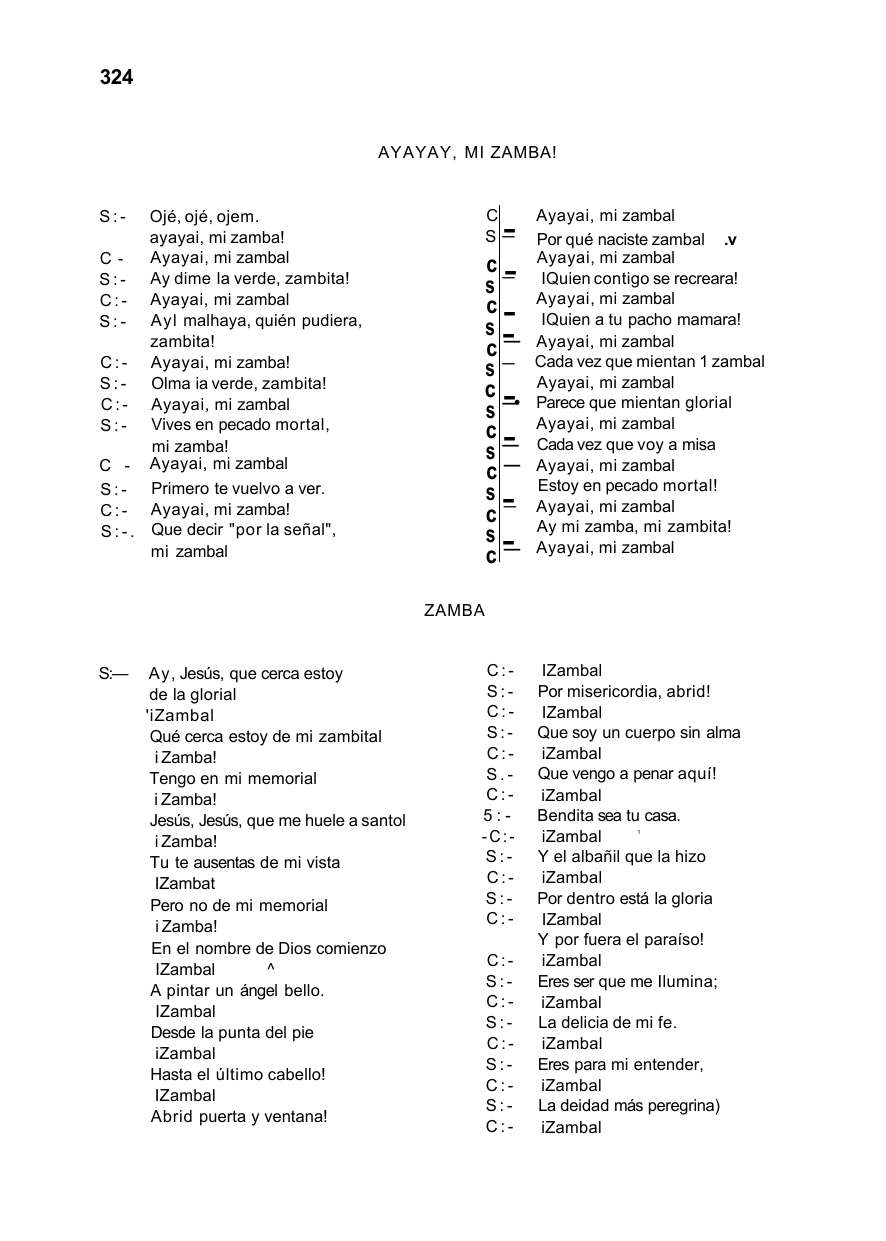 324
AYAYAY, MI ZAMBA!
S:- Ojé, ojé, ojem.
ayayai, mi zamba!
C - Ayayai, mi zambal
S:- Ay dime la verde, zambita!
C:- Ayayai, mi zambal
S:- Ayl malhaya, quién pudiera,
zambita!
C:- Ayayai, mi zamba!
S:- Olma ia verde, zambita!
C:- Ayayai, mi zambal
S:- Vives en pecado mortal,
mi zamba!
C - Ayayai, mi zambal
S:- Primero te vuelvo a ver.
C:- Ayayai, mi zamba!
S:-. Que decir "por la señal",
mi zambal
C Ayayai, mi zambal
S — Por qué naciste zambal .v
C Ayayai, mi zambal
S — IQuien contigo se recreara!
C Ayayai, mi zambal
S - IQuien a tu pacho mamara!
C — Ayayai, mi zambal
S — Cada vez que mientan 1 zambal
C Ayayai, mi zambal
S —. Parece que mientan glorial
C Ayayai, mi zambal
S — Cada vez que voy a misa
C — Ayayai, mi zambal
S Estoy en pecado mortal!
C — Ayayai, mi zambal
S Ay mi zamba, mi zambita!
C — Ayayai, mi zambal
ZAMBA
S:— Ay, Jesús, que cerca estoy
de la glorial
'iZambal
Qué cerca estoy de mi zambital
i Zamba!
Tengo en mi memorial
i Zamba!
Jesús, Jesús, que me huele a santol
i Zamba!
Tu te ausentas de mi vista
IZambat
Pero no de mi memorial
i Zamba!
En el nombre de Dios comienzo
IZambal ^
A pintar un ángel bello.
IZambal
Desde la punta del pie
iZambal
Hasta el último cabello!
IZambal
Abrid puerta y ventana!
C:- IZambal
S:- Por misericordia, abrid!
C:- IZambal
S:- Que soy un cuerpo sin alma
C:- iZambal
S.- Que vengo a penar aquí!
C:- iZambal
5:- Bendita sea tu casa.
-C:- iZambal
S:- Y el albañil que la hizo
C:- iZambal
S:- Por dentro está la gloria
C:- IZambal
Y por fuera el paraíso!
C:- iZambal
S:- Eres ser que me Ilumina;
C:- iZambal
S:- La delicia de mi fe.
C:- iZambal
S:- Eres para mi entender,
C:- iZambal
S:- La deidad más peregrina)
C:- iZambal